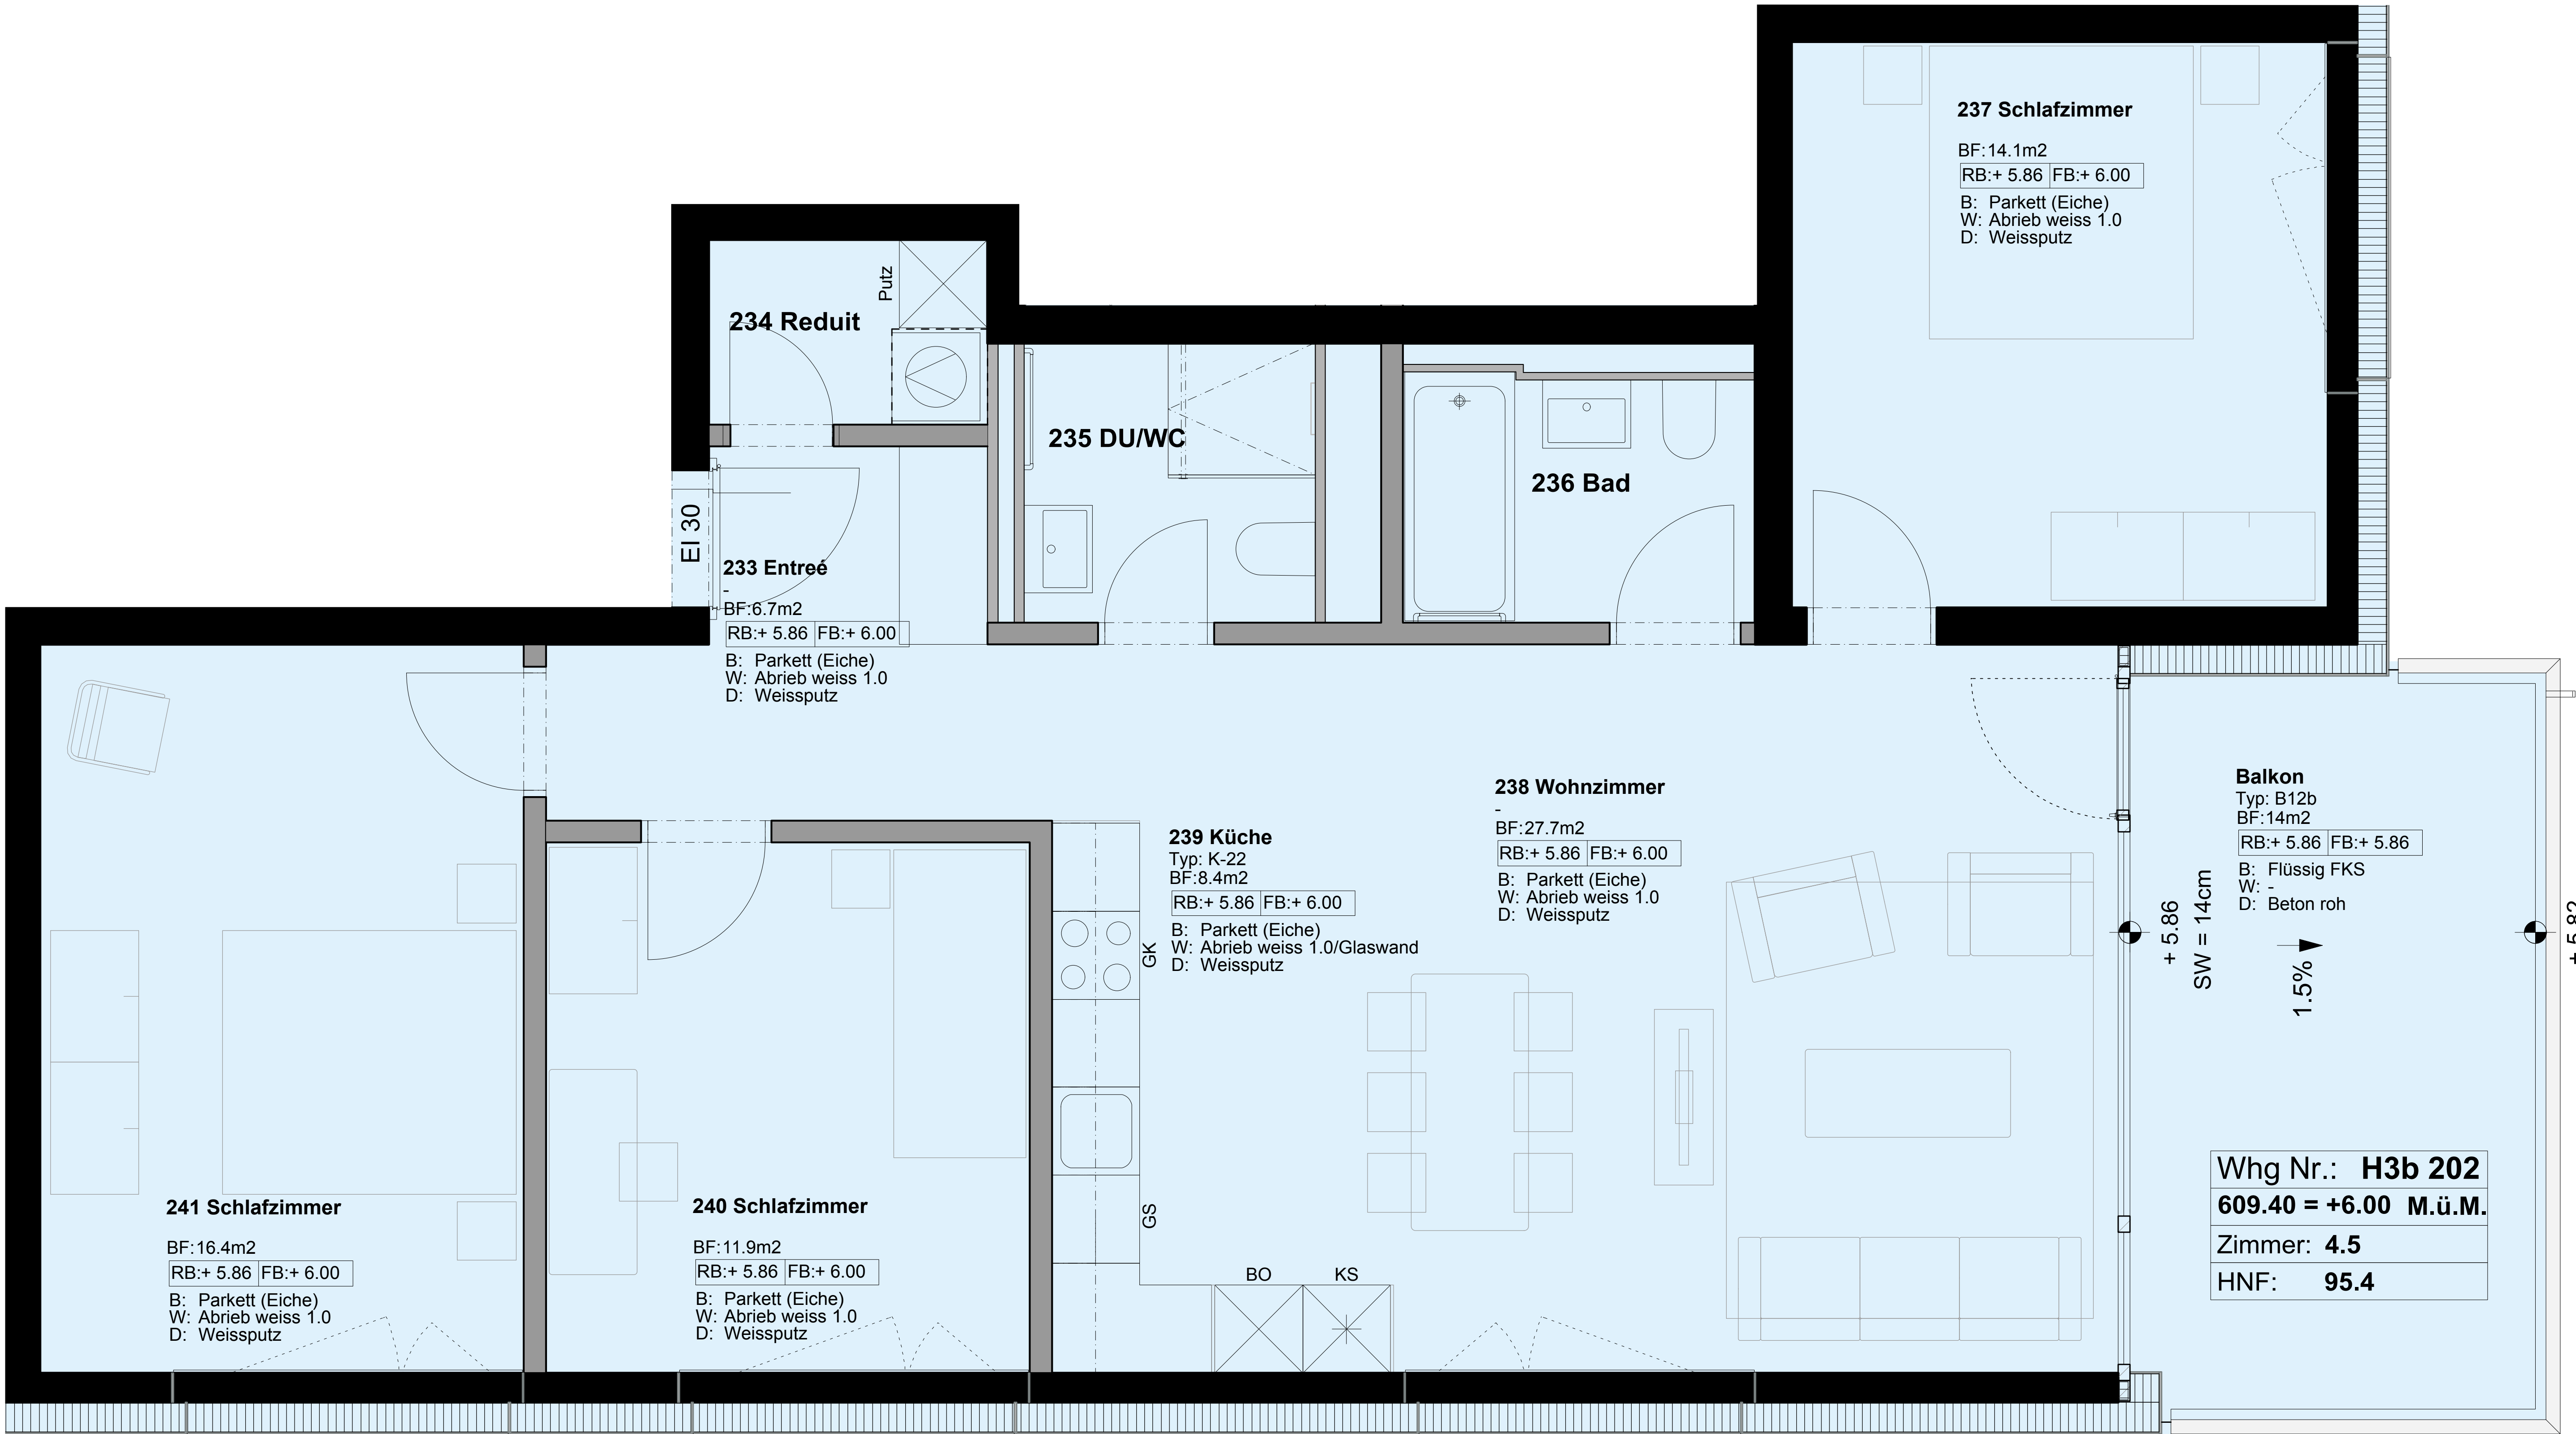 237 Schlafzimmer
BF:14.1m2
RB:+ 5.86 FB:+ 6.00
B: Parkett (Eiche)
W: Abrieb weiss 1.0
D: Weissputz
Putz
234 Reduit
235 DU/WC
236 Bad
EI 30
233 Entreé
-
BF:6.7m2
RB:+ 5.86 FB:+ 6.00
B: Parkett (Eiche)
W: Abrieb weiss 1.0
D: Weissputz
239 Küche
Typ: K-22
BF:8.4m2
RB:+ 5.86 FB:+ 6.00
B: Parkett (Eiche)
W: Abrieb weiss 1.0/Glaswand
D: Weissputz
GK
GS
BO
KS
238 Wohnzimmer
-
BF:27.7m2
RB:+ 5.86 FB:+ 6.00
B: Parkett (Eiche)
W: Abrieb weiss 1.0
D: Weissputz
Balkon
Typ: B12b
BF:14m2
RB:+ 5.86 FB:+ 5.86
B: Flüssig FKS
W: -
D: Beton roh
+ 5.86
SW = 14cm
1.5%
+ 5.82
241 Schlafzimmer
BF:16.4m2
RB:+ 5.86 FB:+ 6.00
B: Parkett (Eiche)
W: Abrieb weiss 1.0
D: Weissputz
240 Schlafzimmer
BF:11.9m2
RB:+ 5.86 FB:+ 6.00
B: Parkett (Eiche)
W: Abrieb weiss 1.0
D: Weissputz
Whg Nr.: H3b 202
609.40 = +6.00 M.ü.M.
Zimmer: 4.5
HNF: 95.4